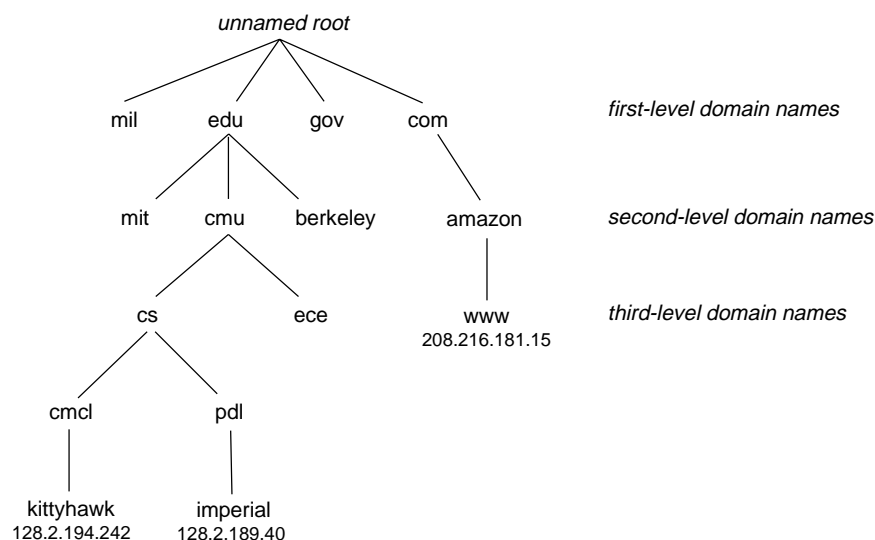 unnamed root
mil edu gov com first-level domain names
mit cmu berkeley amazon second-level domain names
cs ece www third-level domain names
208.216.181.15
cmcl pdl
kittyhawk imperial
128.2.194.242 128.2.189.40